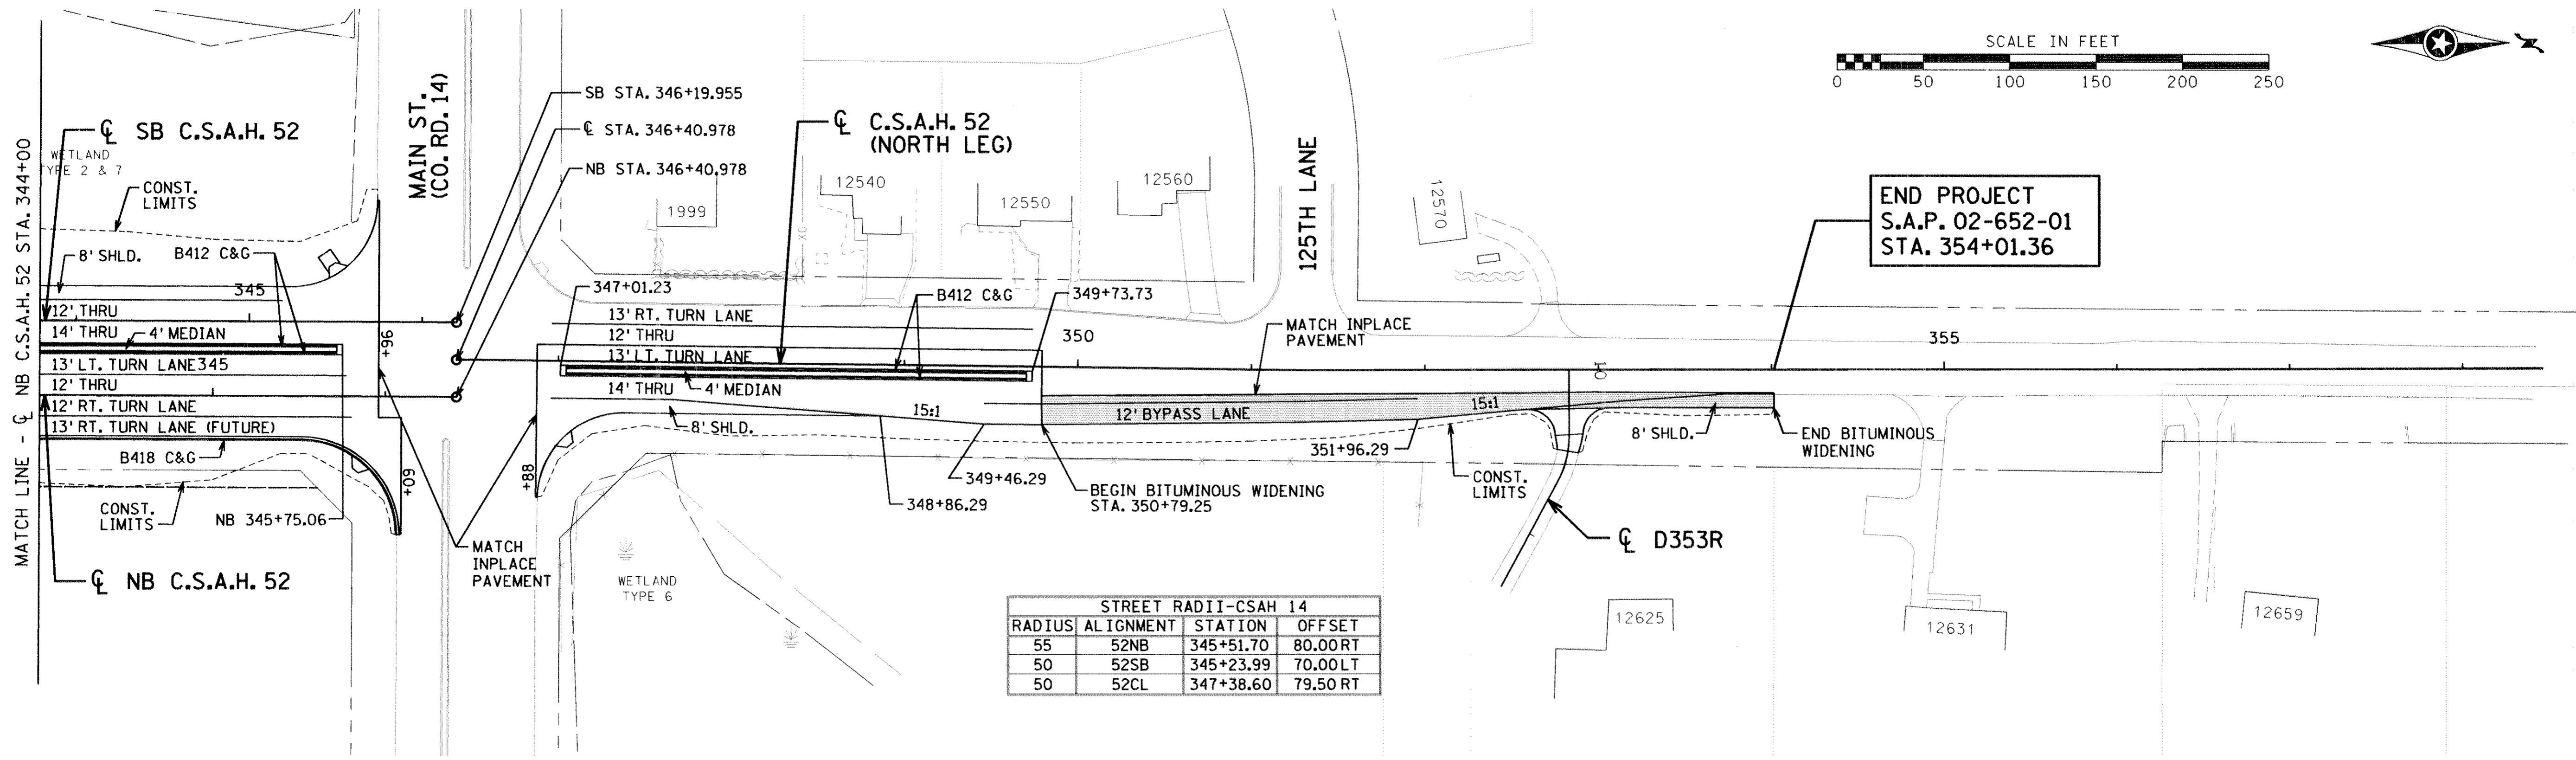 SCALE IN FEET
0 50 100 150 200 250
MATCH LINE - ℄ NB C.S.A.H. 52 STA. 344+00
℄ SB C.S.A.H. 52
WETLAND
TYPE 2 & 7
CONST.
LIMITS
8' SHLD.
B412 C&G
345
12' THRU
14' THRU
4' MEDIAN
13' LT. TURN LANE 345
12' THRU
12' RT. TURN LANE
13' RT. TURN LANE (FUTURE)
B418 C&G
CONST.
LIMITS
NB 345+75.06
℄ NB C.S.A.H. 52
MAIN ST.
(CO. RD. 14)
+96
+09
+88
SB STA. 346+19.955
℄ STA. 346+40.978
NB STA. 346+40.978
MATCH
INPLACE
PAVEMENT
℄ C.S.A.H. 52
(NORTH LEG)
1999
12540
12550
12560
347+01.23
B412 C&G
349+73.73
13' RT. TURN LANE
12' THRU
13' LT. TURN LANE
14' THRU
4' MEDIAN
8' SHLD.
15:1
350
348+86.29
349+46.29
BEGIN BITUMINOUS WIDENING
STA. 350+79.25
WETLAND
TYPE 6
125TH LANE
12570
MATCH INPLACE
PAVEMENT
12' BYPASS LANE
15:1
351+96.29
CONST.
LIMITS
10
8' SHLD.
END BITUMINOUS
WIDENING
℄ D353R
355
END PROJECT
S.A.P. 02-652-01
STA. 354+01.36
12625
12631
12659
STREET RADII-CSAH 14
RADIUS ALIGNMENT STATION OFFSET
55 52NB 345+51.70 80.00 RT
50 52SB 345+23.99 70.00 LT
50 52CL 347+38.60 79.50 RT